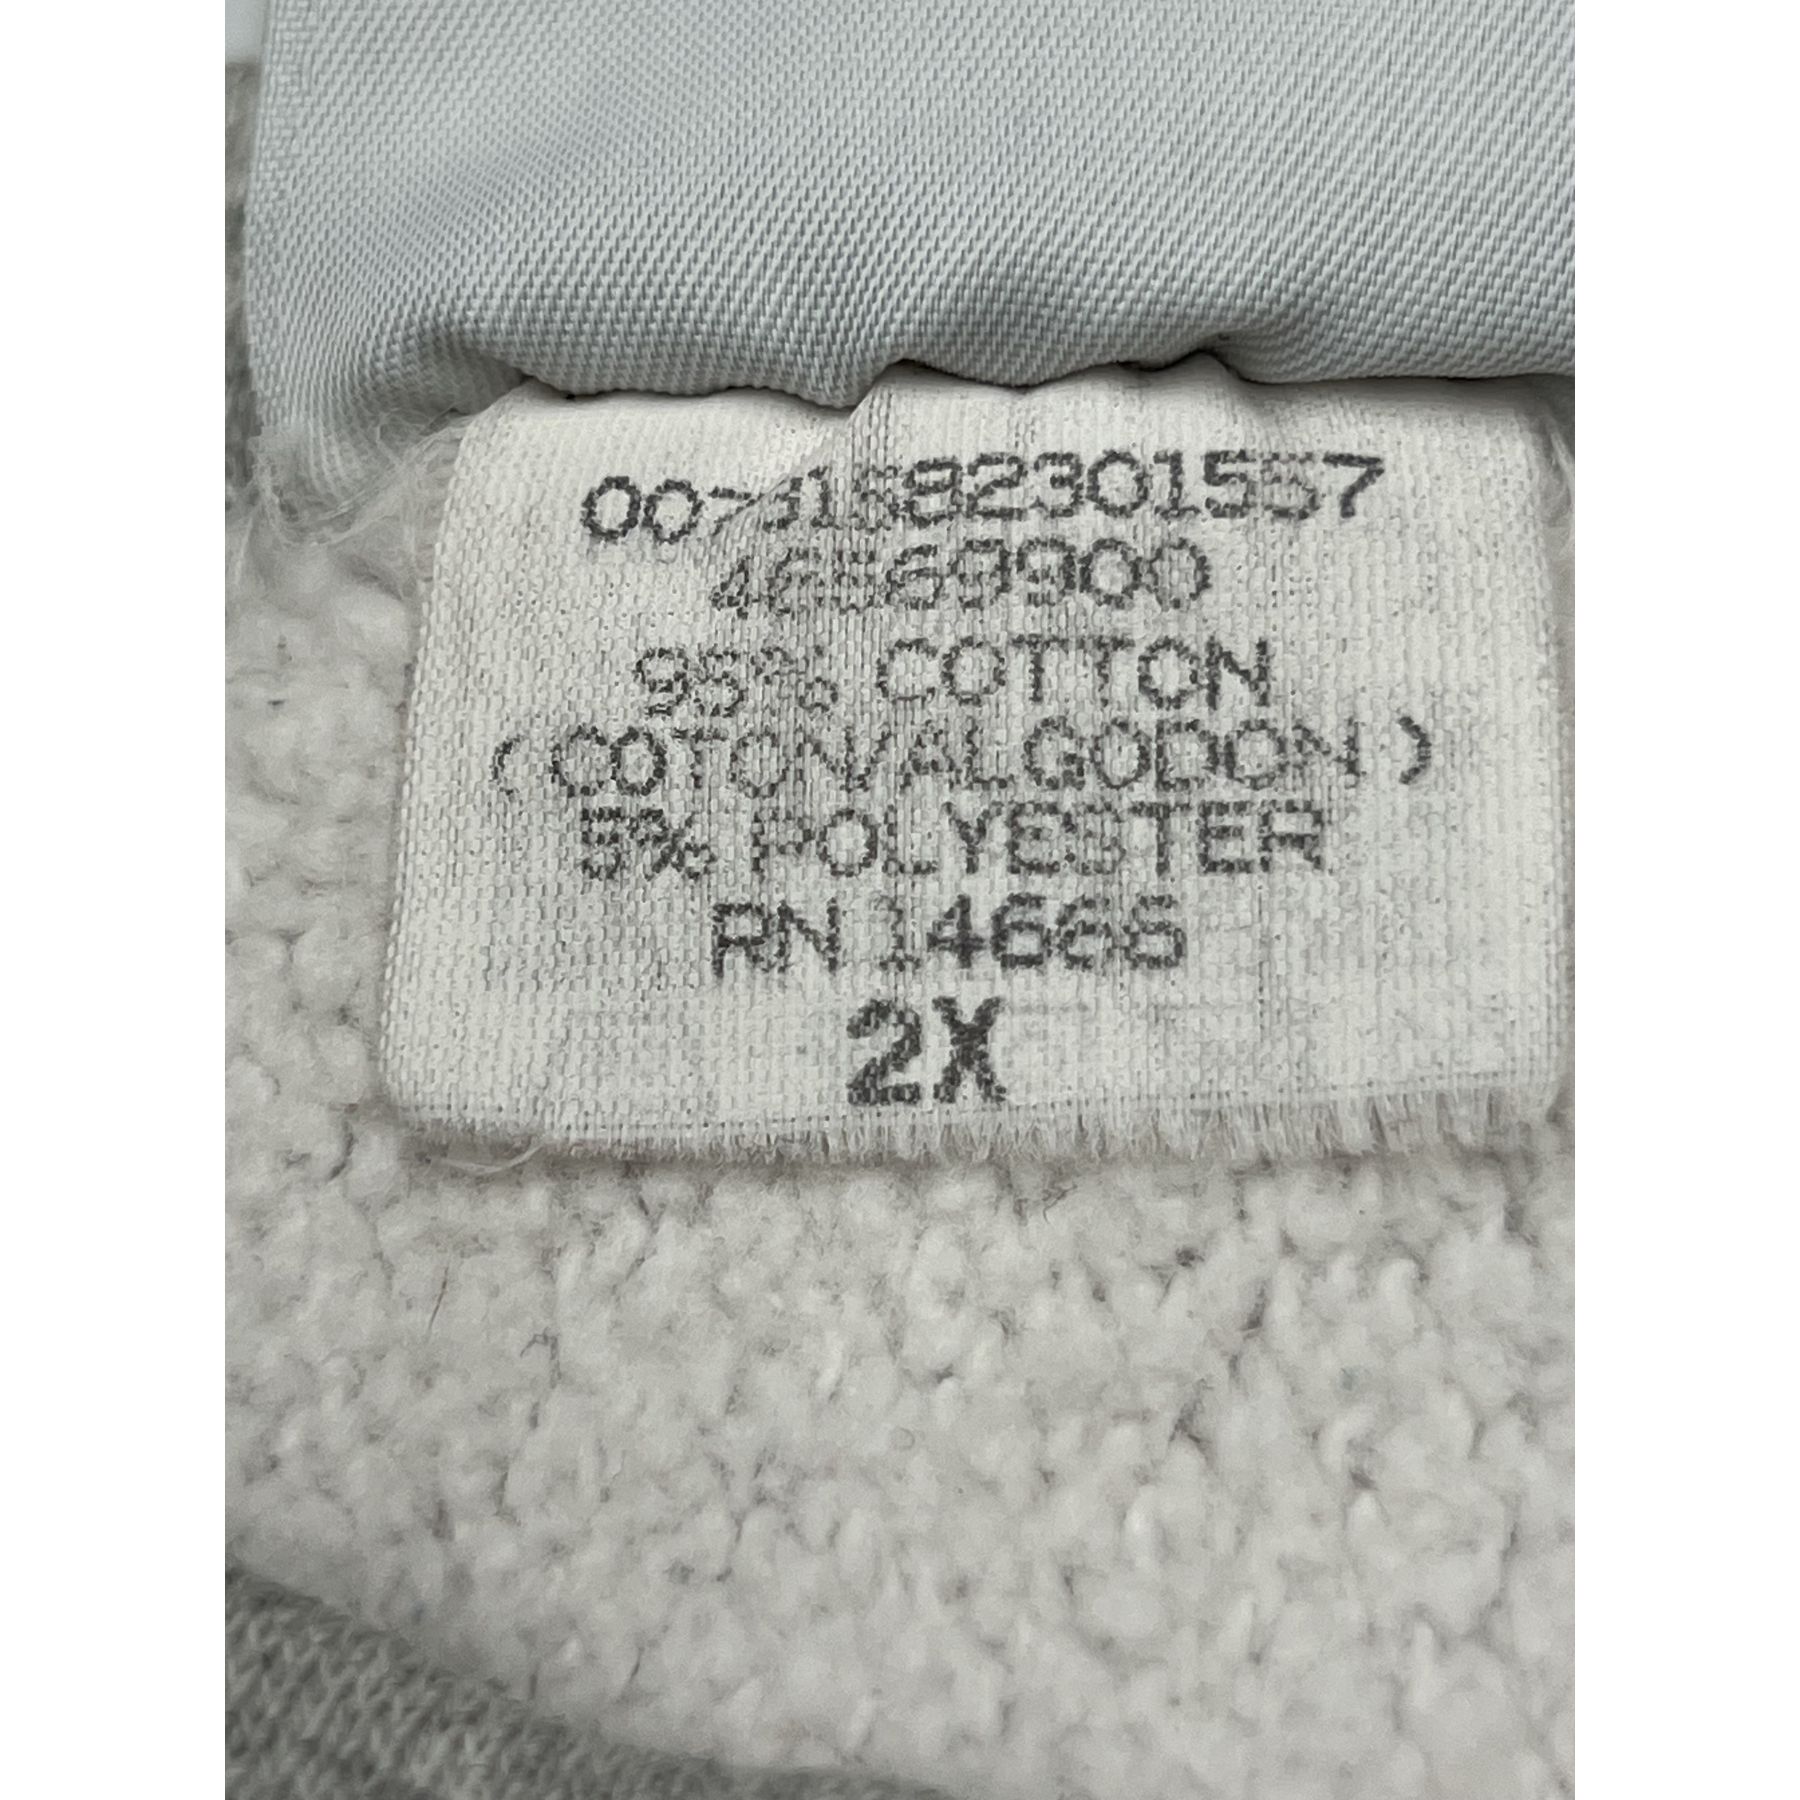 00731582301557
46569900
95% COTTON
(COTON/ALGODON)
5% POLYESTER
RN 14666
2X